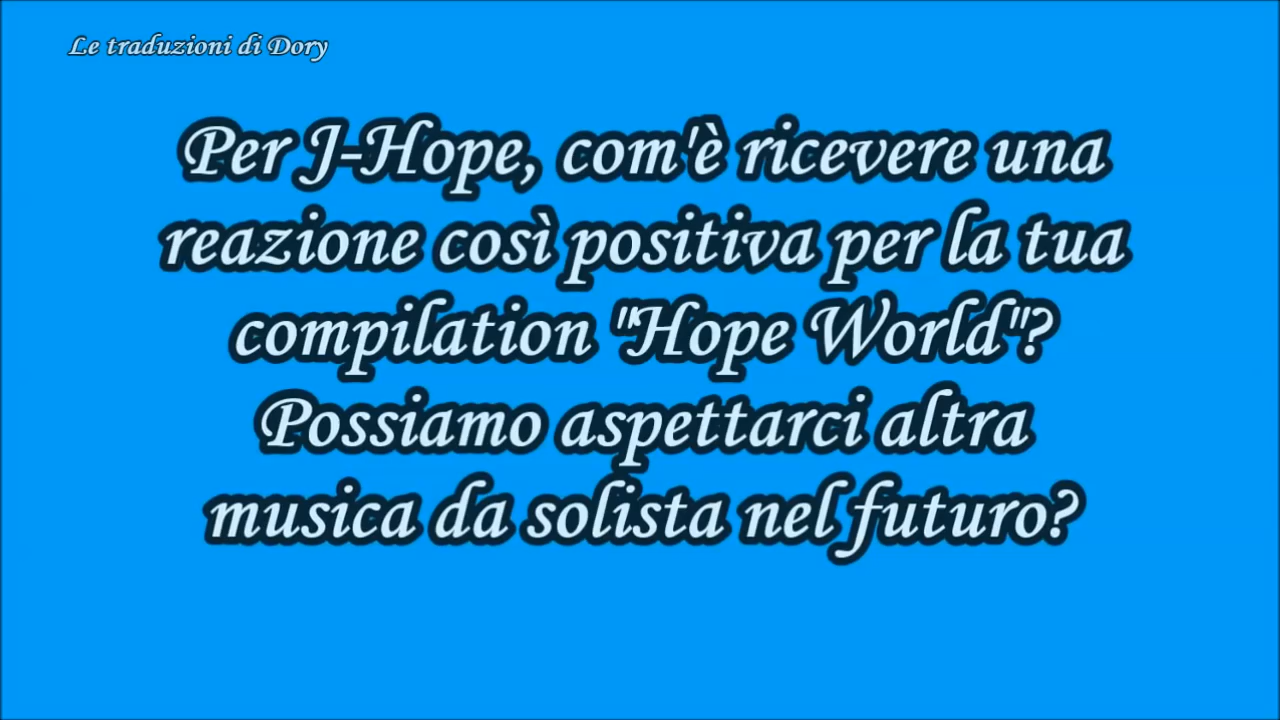 Le traduzioni di Dory
Per J-Hope, com'è ricevere una
reazione così positiva per la tua
compilation "Hope World"?
Possiamo aspettarci altra
musica da solista nel futuro?